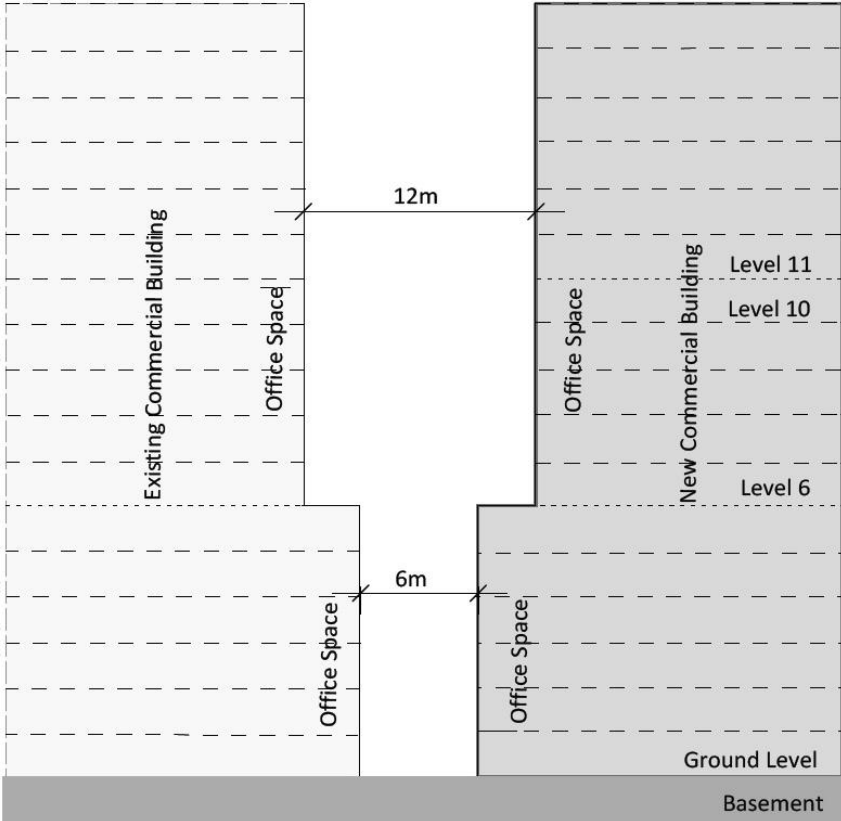 12m
Existing Commercial Building
Office Space
Office Space
New Commercial Building
Level 11
Level 10
Level 6
6m
Office Space
Office Space
Ground Level
Basement